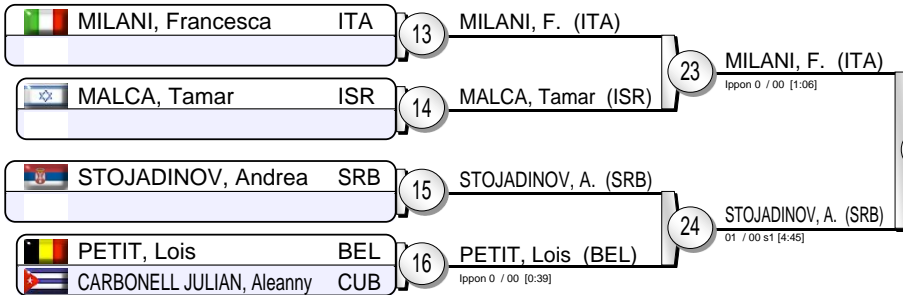 MILANI, Francesca ITA
13
MILANI, F. (ITA)
23
MILANI, F. (ITA)
Ippon 0 / 00 [1:06]
MALCA, Tamar ISR
14
MALCA, Tamar (ISR)
STOJADINOV, Andrea SRB
15
STOJADINOV, A. (SRB)
24
STOJADINOV, A. (SRB)
01 / 00 s1 [4:45]
PETIT, Lois BEL
CARBONELL JULIAN, Aleanny CUB
16
PETIT, Lois (BEL)
Ippon 0 / 00 [0:39]